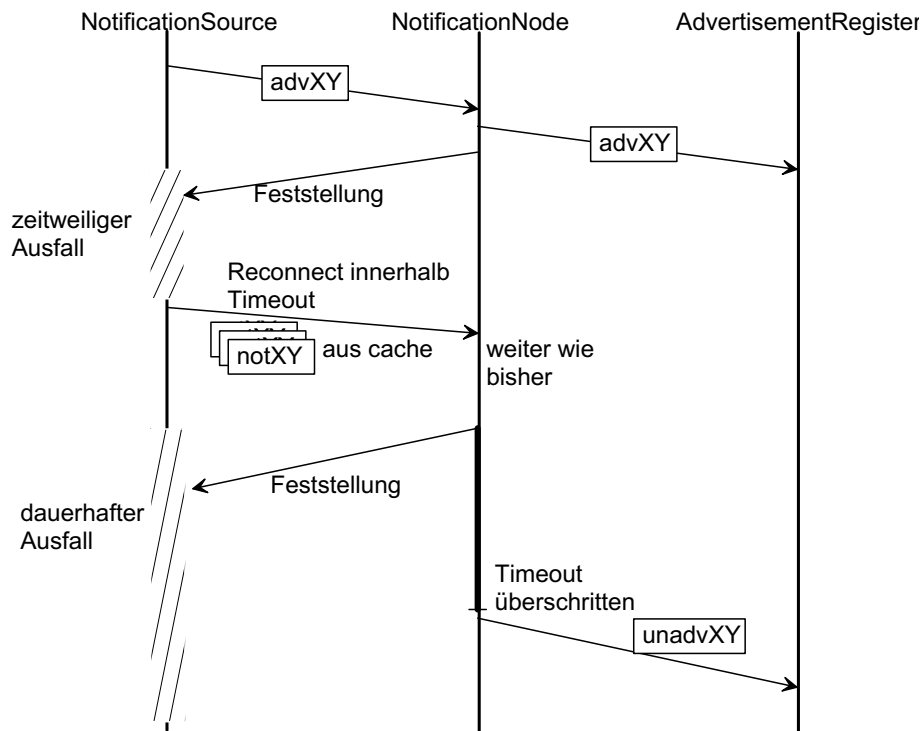 NotificationSource
NotificationNode
AdvertisementRegister
advXY
advXY
Feststellung
zeitweiliger
Ausfall
Reconnect innerhalb
Timeout
notXY
aus cache
weiter wie
bisher
Feststellung
dauerhafter
Ausfall
Timeout
überschritten
unadvXY